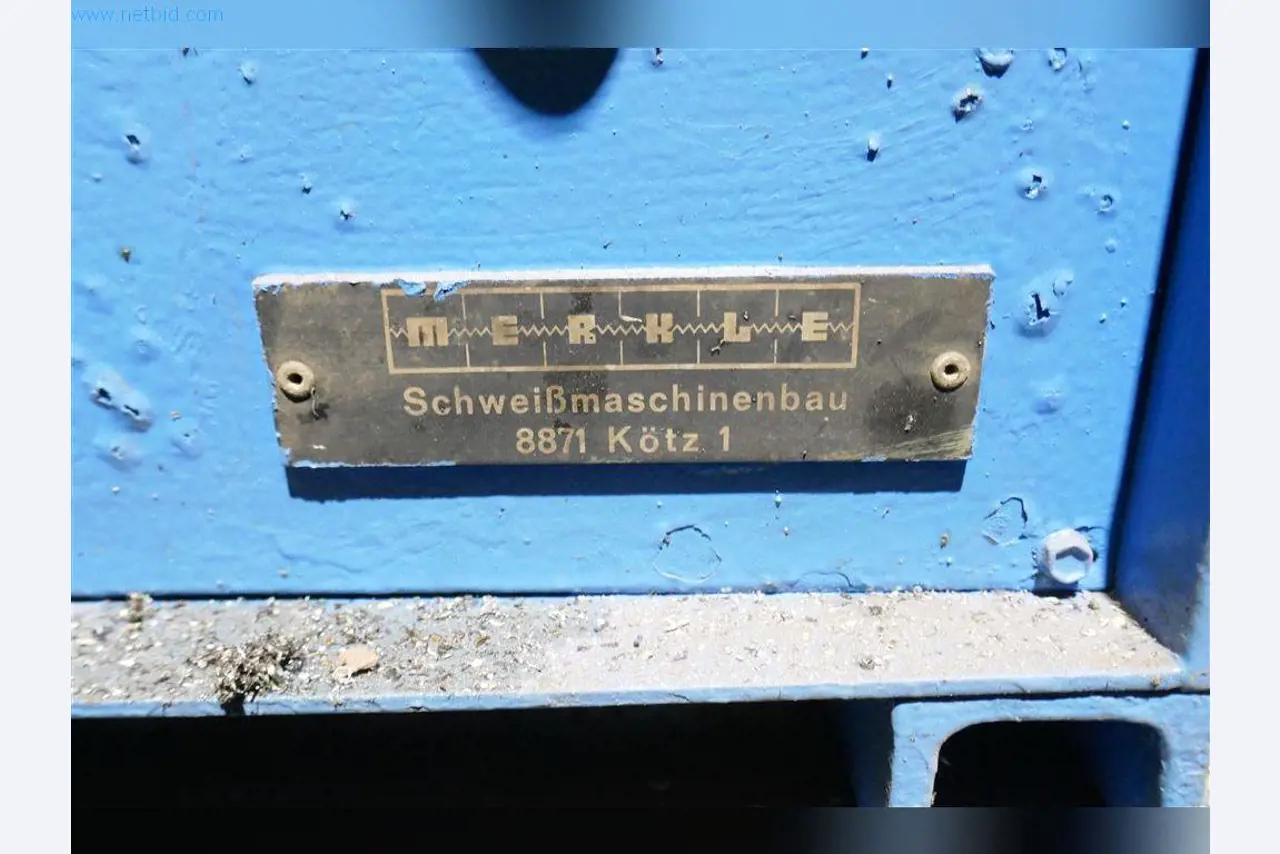 www.netbid.com
MERKLE
Schweißmaschinenbau
8871 Kötz 1